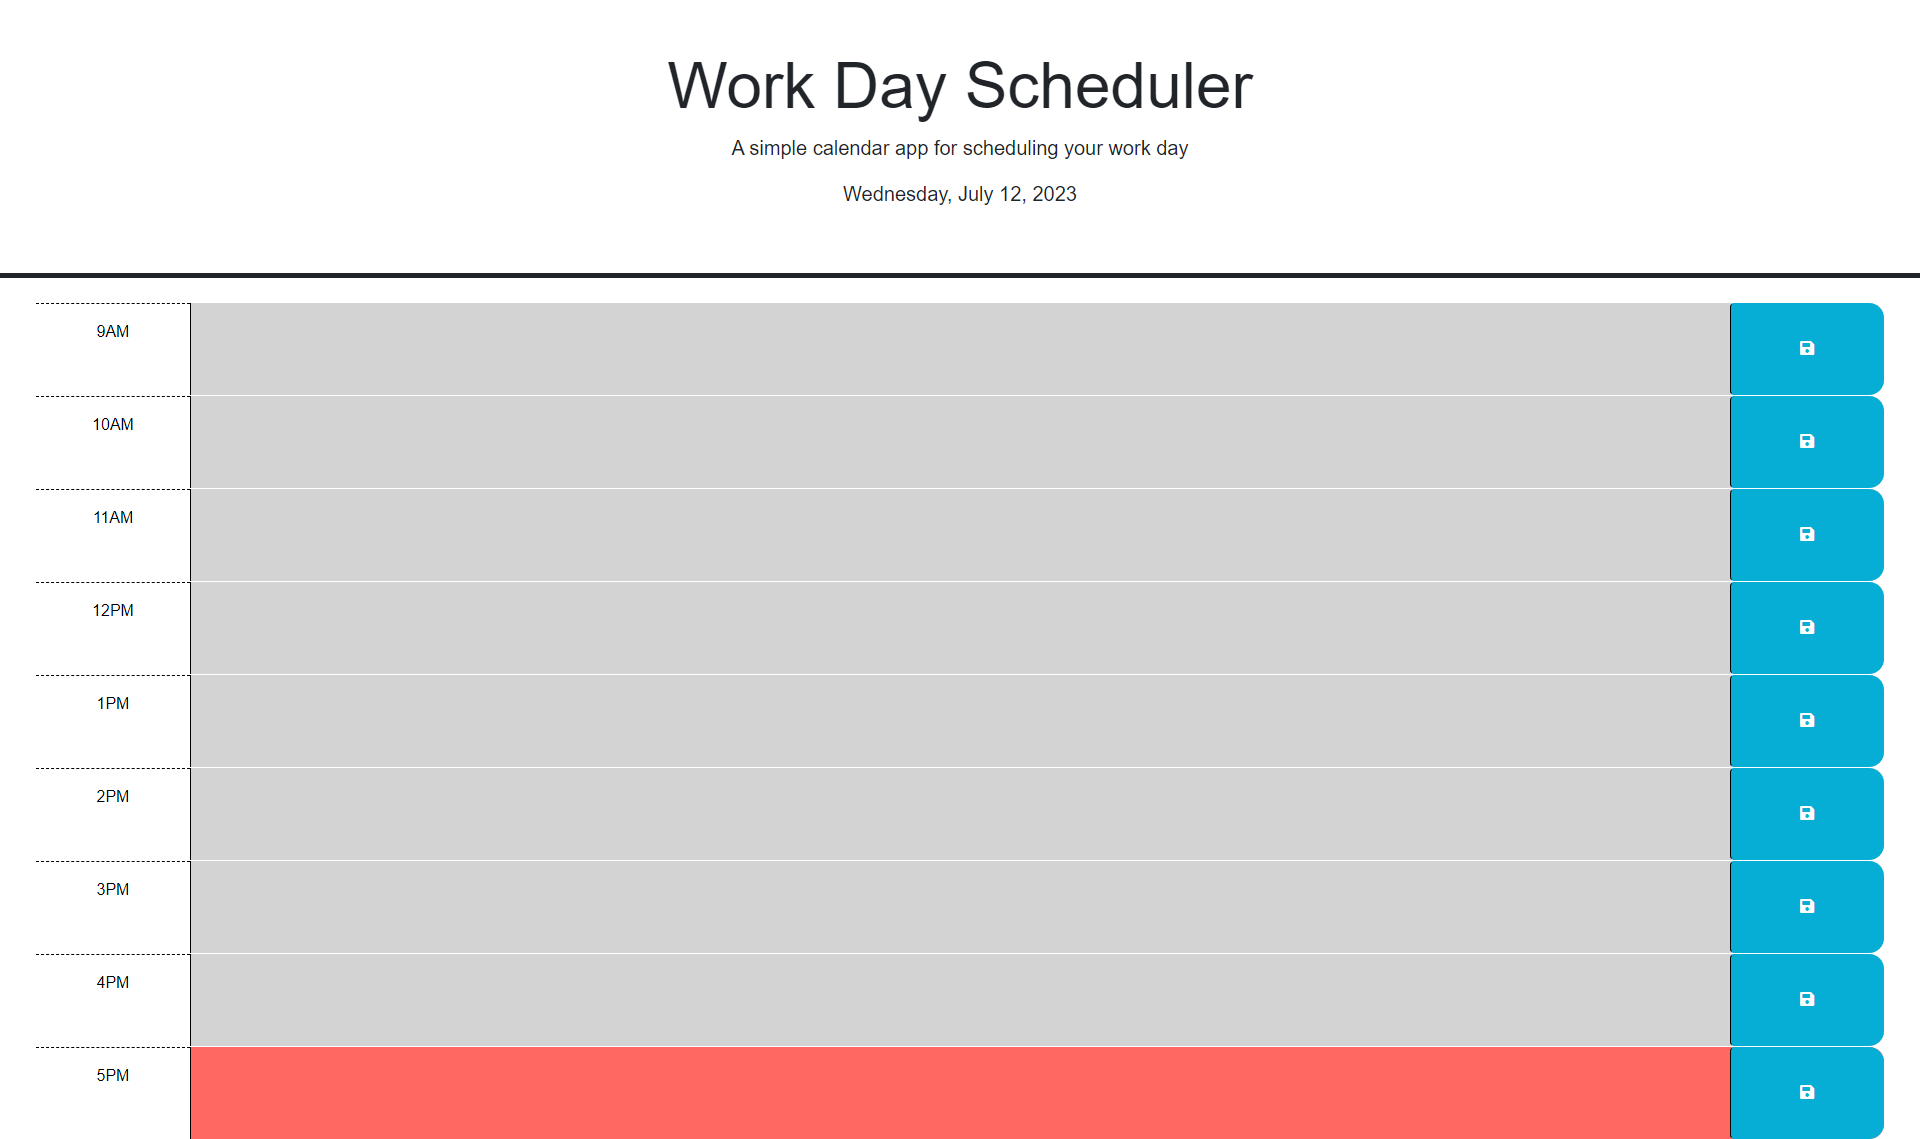 Work Day Scheduler
A simple calendar app for scheduling your work day
Wednesday, July 12, 2023
9AM
10AM
11AM
12PM
1PM
2PM
3PM
4PM
5PM